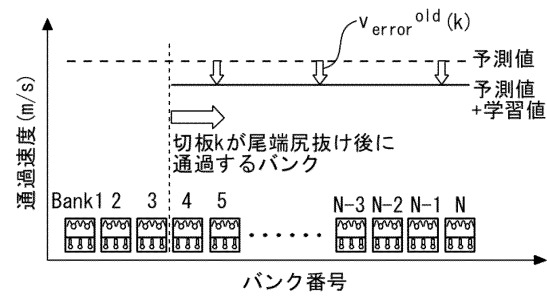 v_error^old(k)
予測値
予測値
+学習値
切板kが尾端尻抜け後に
通過するバンク
通過速度(m/s)
Bank1 2 3 4 5 N-3 N-2 N-1 N
バンク番号